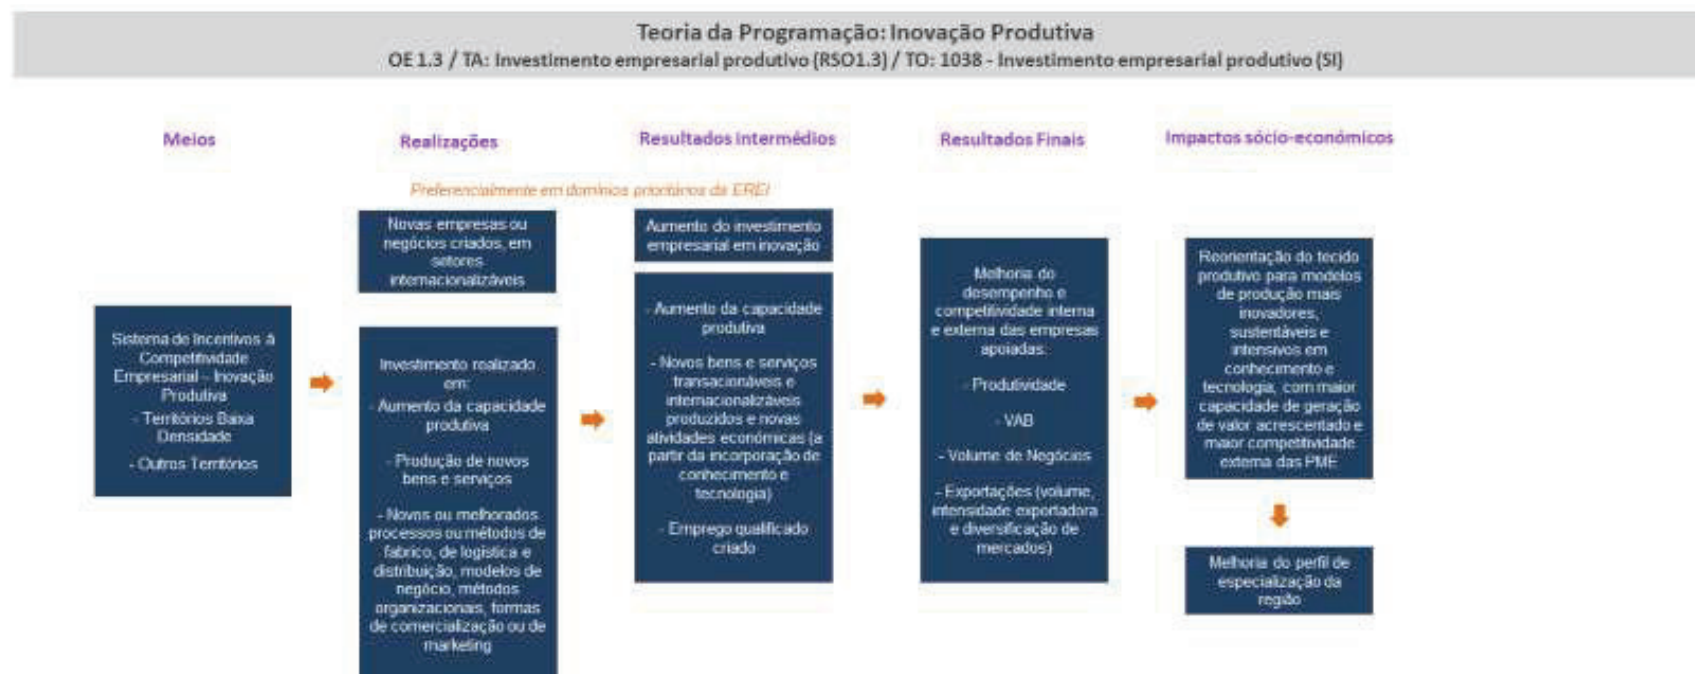 Teoria da Programação: Inovação Produtiva
OE 1.3 / TA: Investimento empresarial produtivo (RSO1.3) / TO: 1038 - Investimento empresarial produtivo (SI)
Meios
Realizações
Resultados Intermédios
Resultados Finais
Impactos sócio-económicos
Preferencialmente em domínios prioritários da EREI
Sistema de Incentivos à
Competitividade
Empresarial – Inovação
Produtiva
- Territórios Baixa
Densidade
- Outros Territórios
Novas empresas ou
negócios criados, em
setores
internacionalizáveis
Investimento realizado
em:
- Aumento da capacidade
produtiva
- Produção de novos
bens e serviços
- Novos ou melhorados
processos ou métodos de
fabrico, de logística e
distribuição, modelos de
negócio, métodos
organizacionais, formas
de comercialização ou de
marketing
Aumento do investimento
empresarial em inovação
- Aumento da capacidade
produtiva
- Novos bens e serviços
transacionáveis e
internacionalizáveis
produzidos e novas
atividades económicas (a
partir da incorporação de
conhecimento e
tecnologia)
- Emprego qualificado
criado
Melhoria do
desempenho e
competitividade interna
e externa das empresas
apoiadas:
- Produtividade
- VAB
- Volume de Negócios
- Exportações (volume,
intensidade exportadora
e diversificação de
mercados)
Reorientação do tecido
produtivo para modelos
de produção mais
inovadores,
sustentáveis e
intensivos em
conhecimento e
tecnologia, com maior
capacidade de geração
de valor acrescentado e
maior competitividade
externa das PME
Melhoria do perfil de
especialização da
região